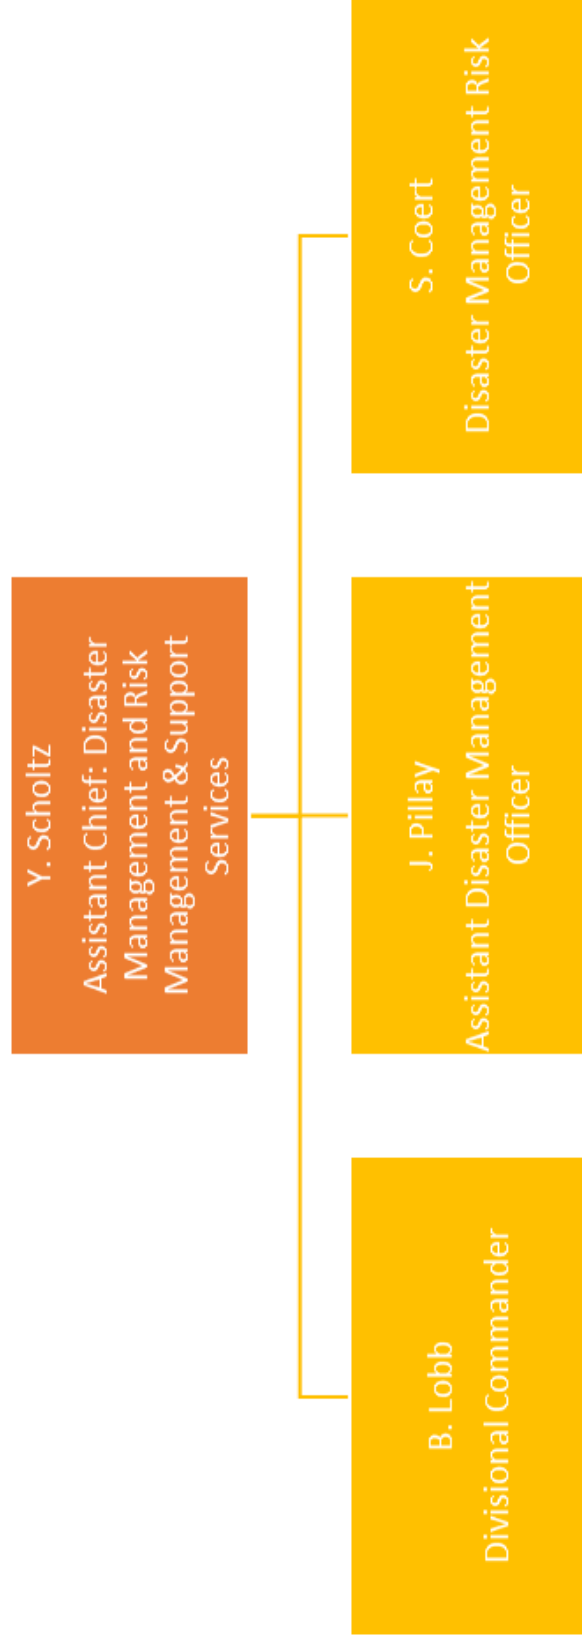 Y. Scholtz
Assistant Chief: Disaster
Management and Risk
Management & Support
Services
B. Lobb
Divisional Commander
J. Pillay
Assistant Disaster Management
Officer
S. Coert
Disaster Management Risk
Officer